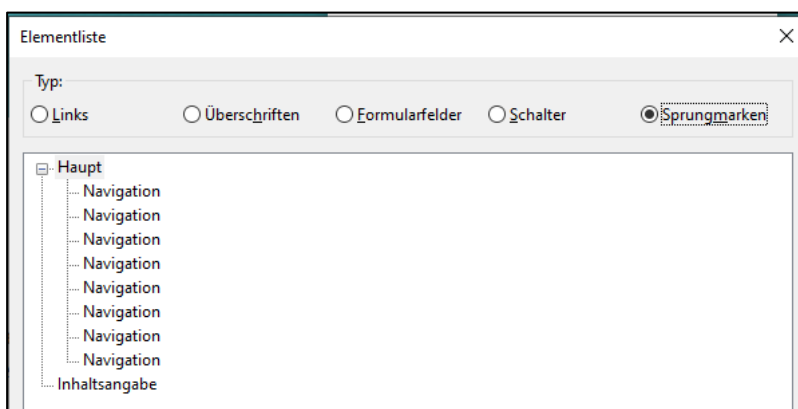 Elementliste
Typ:
Links Überschriften Formularfelder Schalter Sprungmarken
Haupt
Navigation
Navigation
Navigation
Navigation
Navigation
Navigation
Navigation
Navigation
Inhaltsangabe